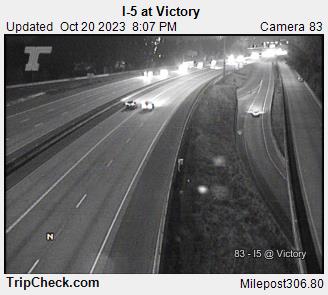 I-5 at Victory
Updated Oct 20 2023 8:07 PM Camera 83
T
N
83 - I5 @ Victory
TripCheck.com Milepost306.80